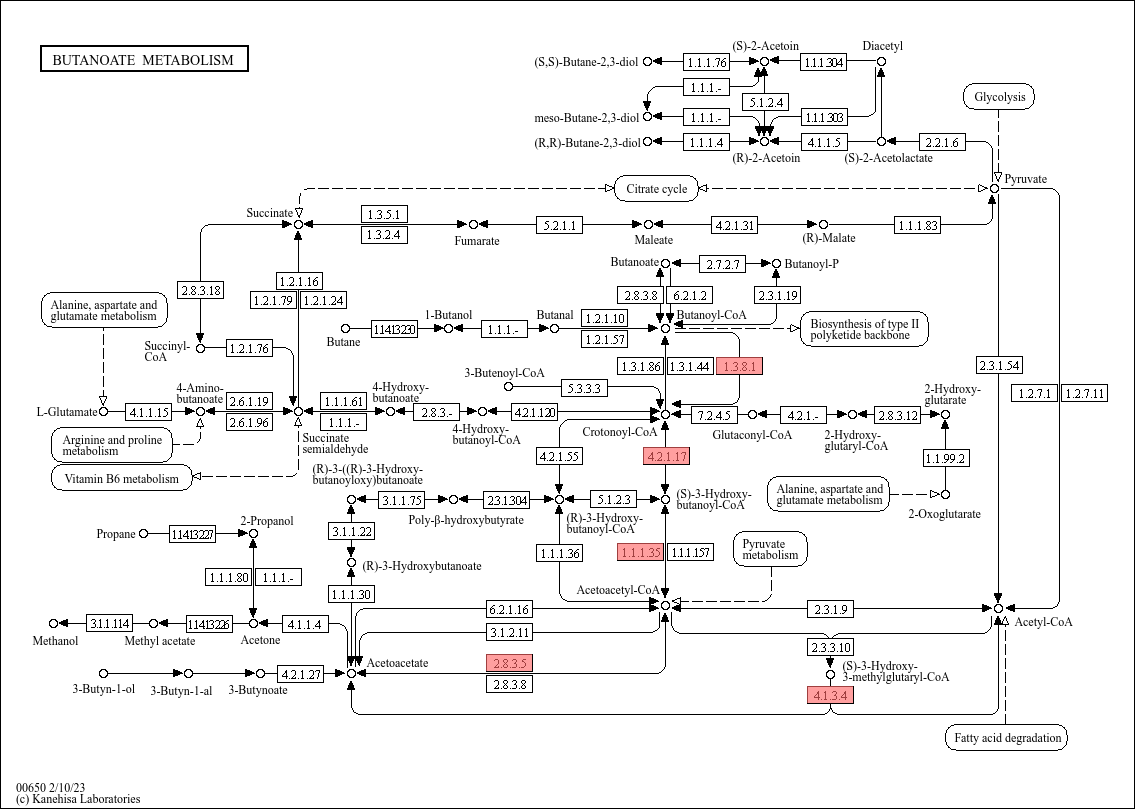 BUTANOATE METABOLISM
(S)-2-Acetoin
Diacetyl
(S,S)-Butane-2,3-diol
1.1.1.76
1.1.1.304
1.1.1.-
5.1.2.4
Glycolysis
meso-Butane-2,3-diol
1.1.1.-
1.1.1.303
(R,R)-Butane-2,3-diol
1.1.1.4
4.1.1.5
2.2.1.6
(R)-2-Acetoin
(S)-2-Acetolactate
Citrate cycle
Pyruvate
Succinate
1.3.5.1
1.3.2.4
5.2.1.1
4.2.1.31
1.1.1.83
Fumarate
Maleate
(R)-Malate
Butanoate
2.7.2.7
Butanoyl-P
2.8.3.18
1.2.1.16
1.2.1.79
1.2.1.24
2.8.3.8
6.2.1.2
2.3.1.19
Alanine, aspartate and
glutamate metabolism
1-Butanol
Butanal
1.2.1.10
Butanoyl-CoA
Biosynthesis of type II
polyketide backbone
1.14.13.230
1.1.1.-
1.2.1.57
Butane
Succinyl-
CoA
1.2.1.76
1.3.8.6
1.3.1.44
1.3.8.1
2.3.1.54
3-Butenoyl-CoA
5.3.3.3
1.2.7.1
1.2.7.11
4-Amino-
butanoate
2.6.1.19
4-Hydroxy-
butanoate
1.1.1.61
2-Hydroxy-
glutarate
L-Glutamate
4.1.1.15
2.6.1.96
1.1.1.-
2.8.3.-
4.2.1.120
7.2.4.5
4.2.1.-
2.8.3.12
Crotonoyl-CoA
Glutaconyl-CoA
2-Hydroxy-
glutaryl-CoA
4-Hydroxy-
butanoyl-CoA
Arginine and proline
metabolism
Succinate
semialdehyde
4.2.1.55
4.2.1.17
1.1.99.2
Vitamin B6 metabolism
(R)-3-((R)-3-Hydroxy-
butanoyloxy)butanoate
3.1.1.75
2.3.1.304
5.1.2.3
(S)-3-Hydroxy-
butanoyl-CoA
Alanine, aspartate and
glutamate metabolism
2-Oxoglutarate
Poly-β-hydroxybutyrate
(R)-3-Hydroxy-
butanoyl-CoA
Propane
1.14.13.227
2-Propanol
3.1.1.22
1.1.1.36
1.1.1.35
1.1.1.157
Pyruvate
metabolism
(R)-3-Hydroxybutanoate
1.1.1.80
1.1.1.-
1.1.1.30
Acetoacetyl-CoA
6.2.1.16
2.3.1.9
Acetyl-CoA
3.1.1.114
1.14.13.226
4.1.1.4
3.1.2.11
Methanol
Methyl acetate
Acetone
2.3.3.10
Acetoacetate
2.8.3.5
2.8.3.8
(S)-3-Hydroxy-
3-methylglutaryl-CoA
4.2.1.27
3-Butyn-1-ol
3-Butyn-1-al
3-Butynoate
4.1.3.4
Fatty acid degradation
00650 2/10/23
(c) Kanehisa Laboratories